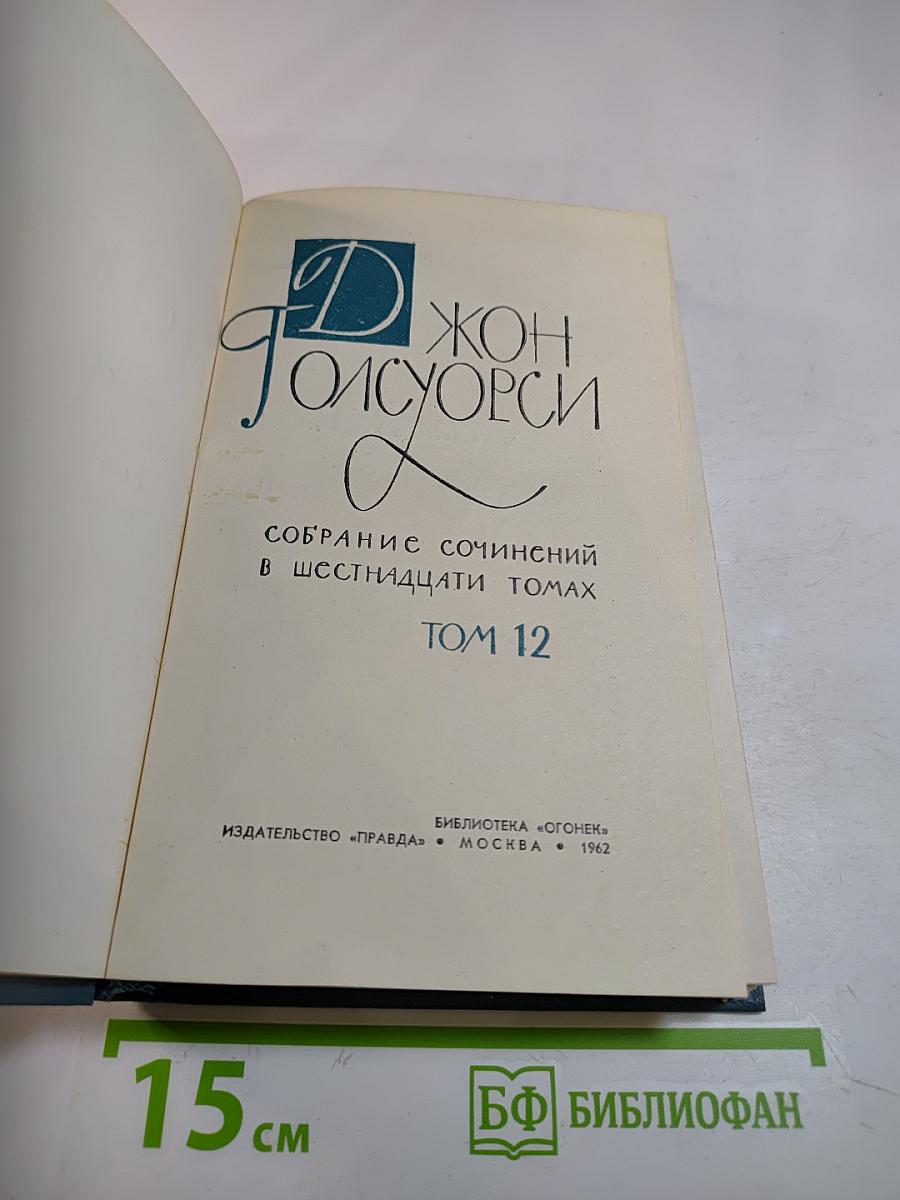 ДЖОН
ГОЛСУОРСИ
СОБРАНИЕ СОЧИНЕНИЙ
В ШЕСТНАДЦАТИ ТОМАХ
ТОМ 12
БИБЛИОТЕКА «ОГОНЕК»
ИЗДАТЕЛЬСТВО «ПРАВДА» • МОСКВА • 1962
15 см
БФ БИБЛИОФАН